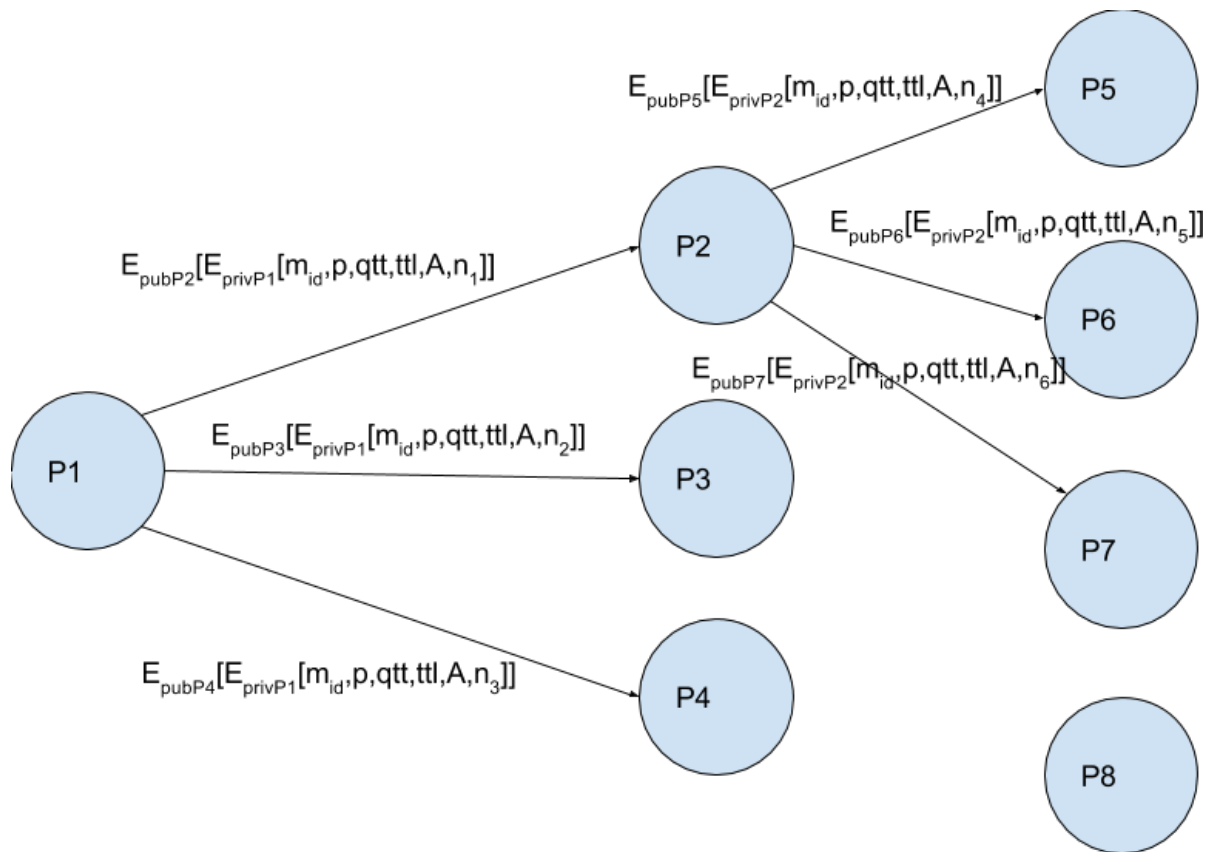 P5
E_pubP5[E_privP2[m_id,p,qtt,ttl,A,n_4]]
P2
E_pubP6[E_privP2[m_id,p,qtt,ttl,A,n_5]]
E_pubP2[E_privP1[m_id,p,qtt,ttl,A,n_1]]
P6
E_pubP7[E_privP2[m_id,p,qtt,ttl,A,n_6]]
E_pubP3[E_privP1[m_id,p,qtt,ttl,A,n_2]]
P1
P3
P7
E_pubP4[E_privP1[m_id,p,qtt,ttl,A,n_3]]
P4
P8